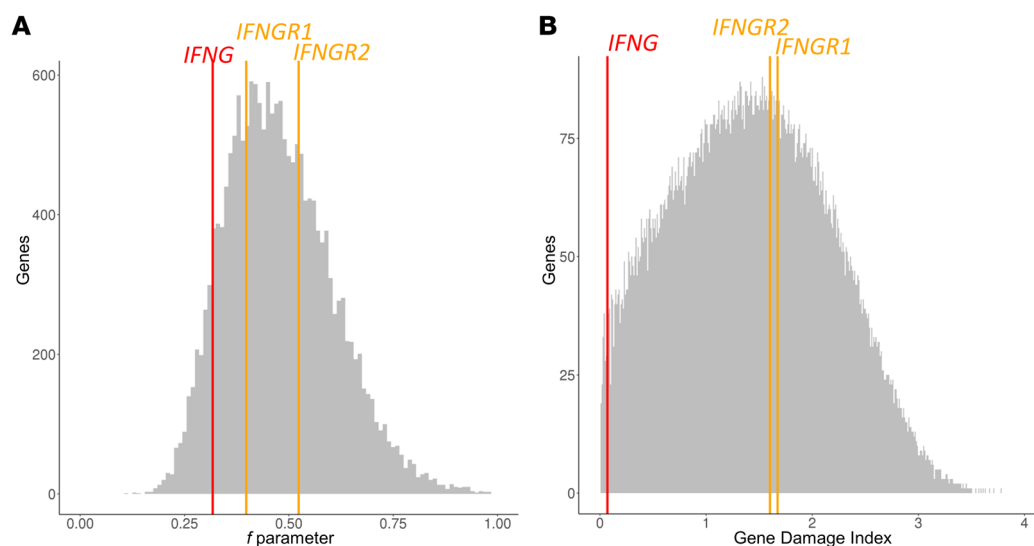 A
IFNG
IFNGR1
IFNGR2
600
400
200
0
Genes
0.00
0.25
0.50
0.75
1.00
f parameter
B
IFNG
IFNGR2
IFNGR1
75
50
25
0
Genes
0
1
2
3
4
Gene Damage Index